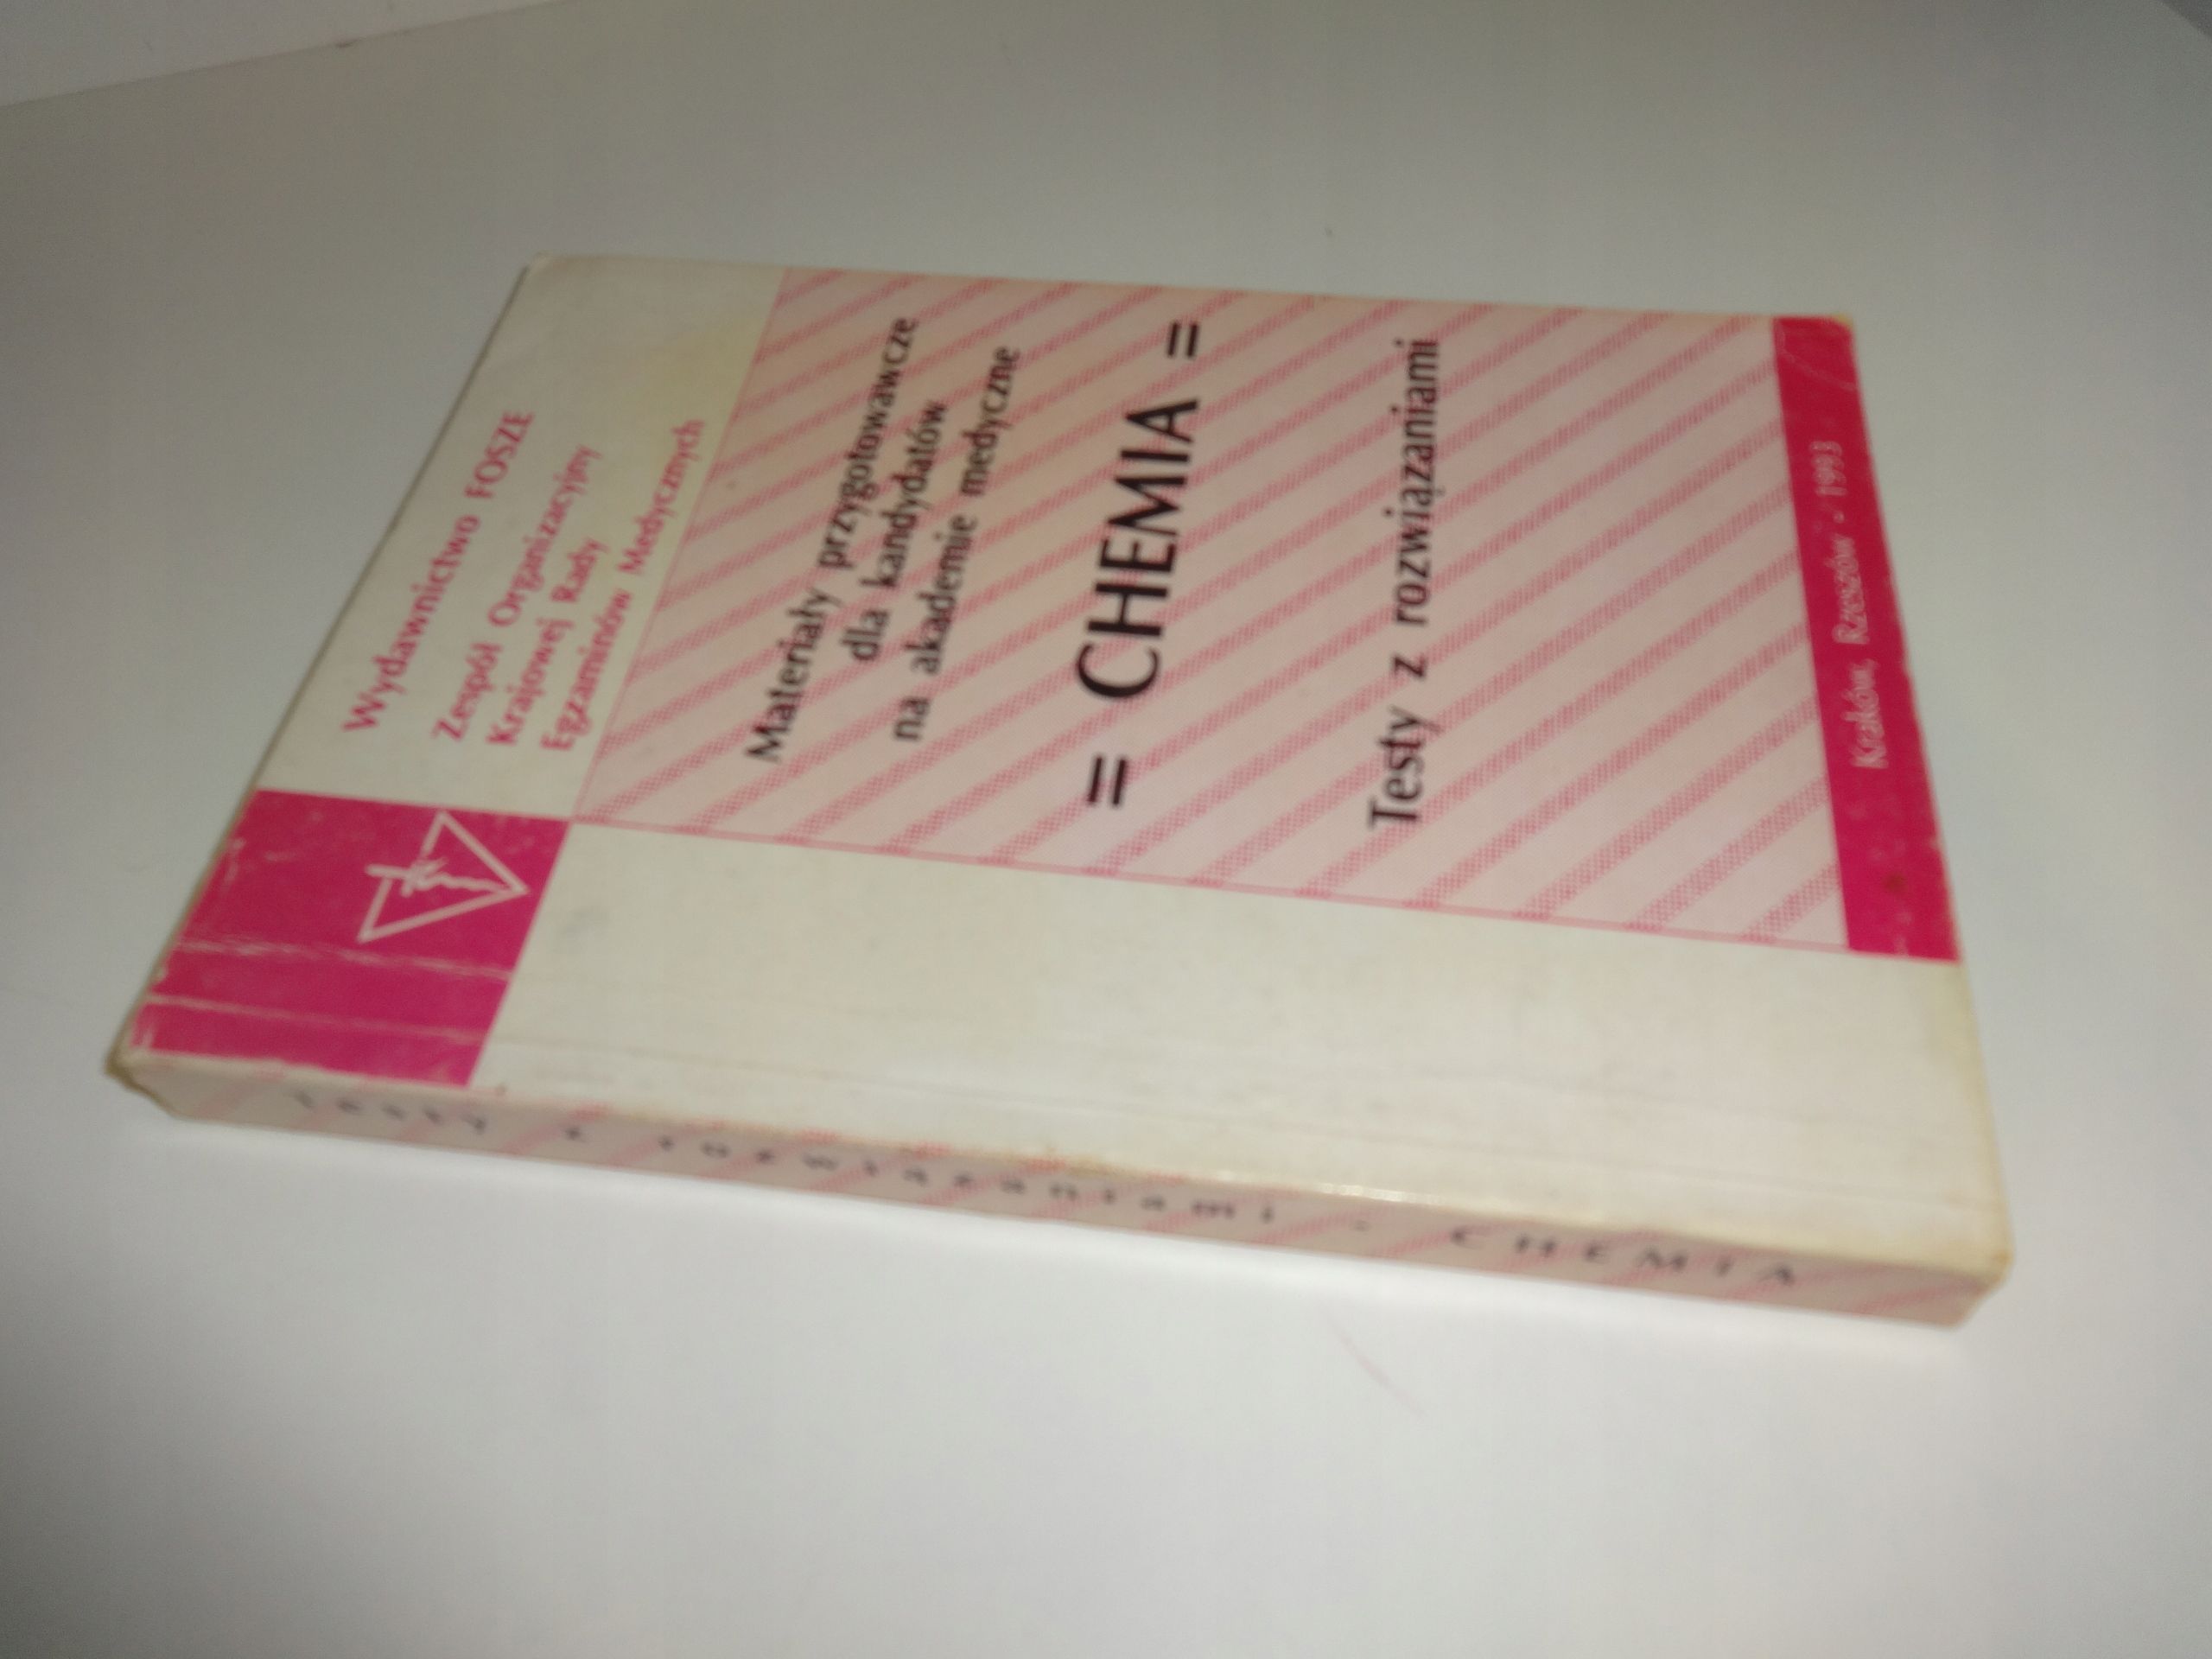 Wydawnictwo FOSZE
Zespół Organizacyjny
Krajowej Rady
Egzaminów Medycznych
Materiały przygotowawcze
dla kandydatów
na akademie medyczne
= CHEMIA =
Testy z rozwiązaniami
Kraków, Rzeszów - 1993
Testy z rozwiązaniami - CHEMIA